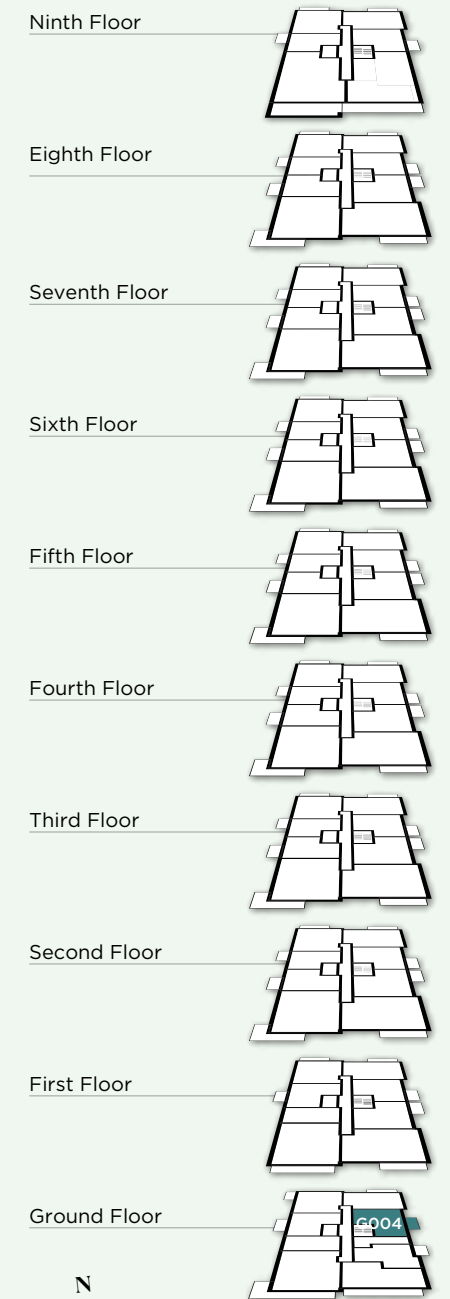 Ninth Floor
Eighth Floor
Seventh Floor
Sixth Floor
Fifth Floor
Fourth Floor
Third Floor
Second Floor
First Floor
Ground Floor
G004
N